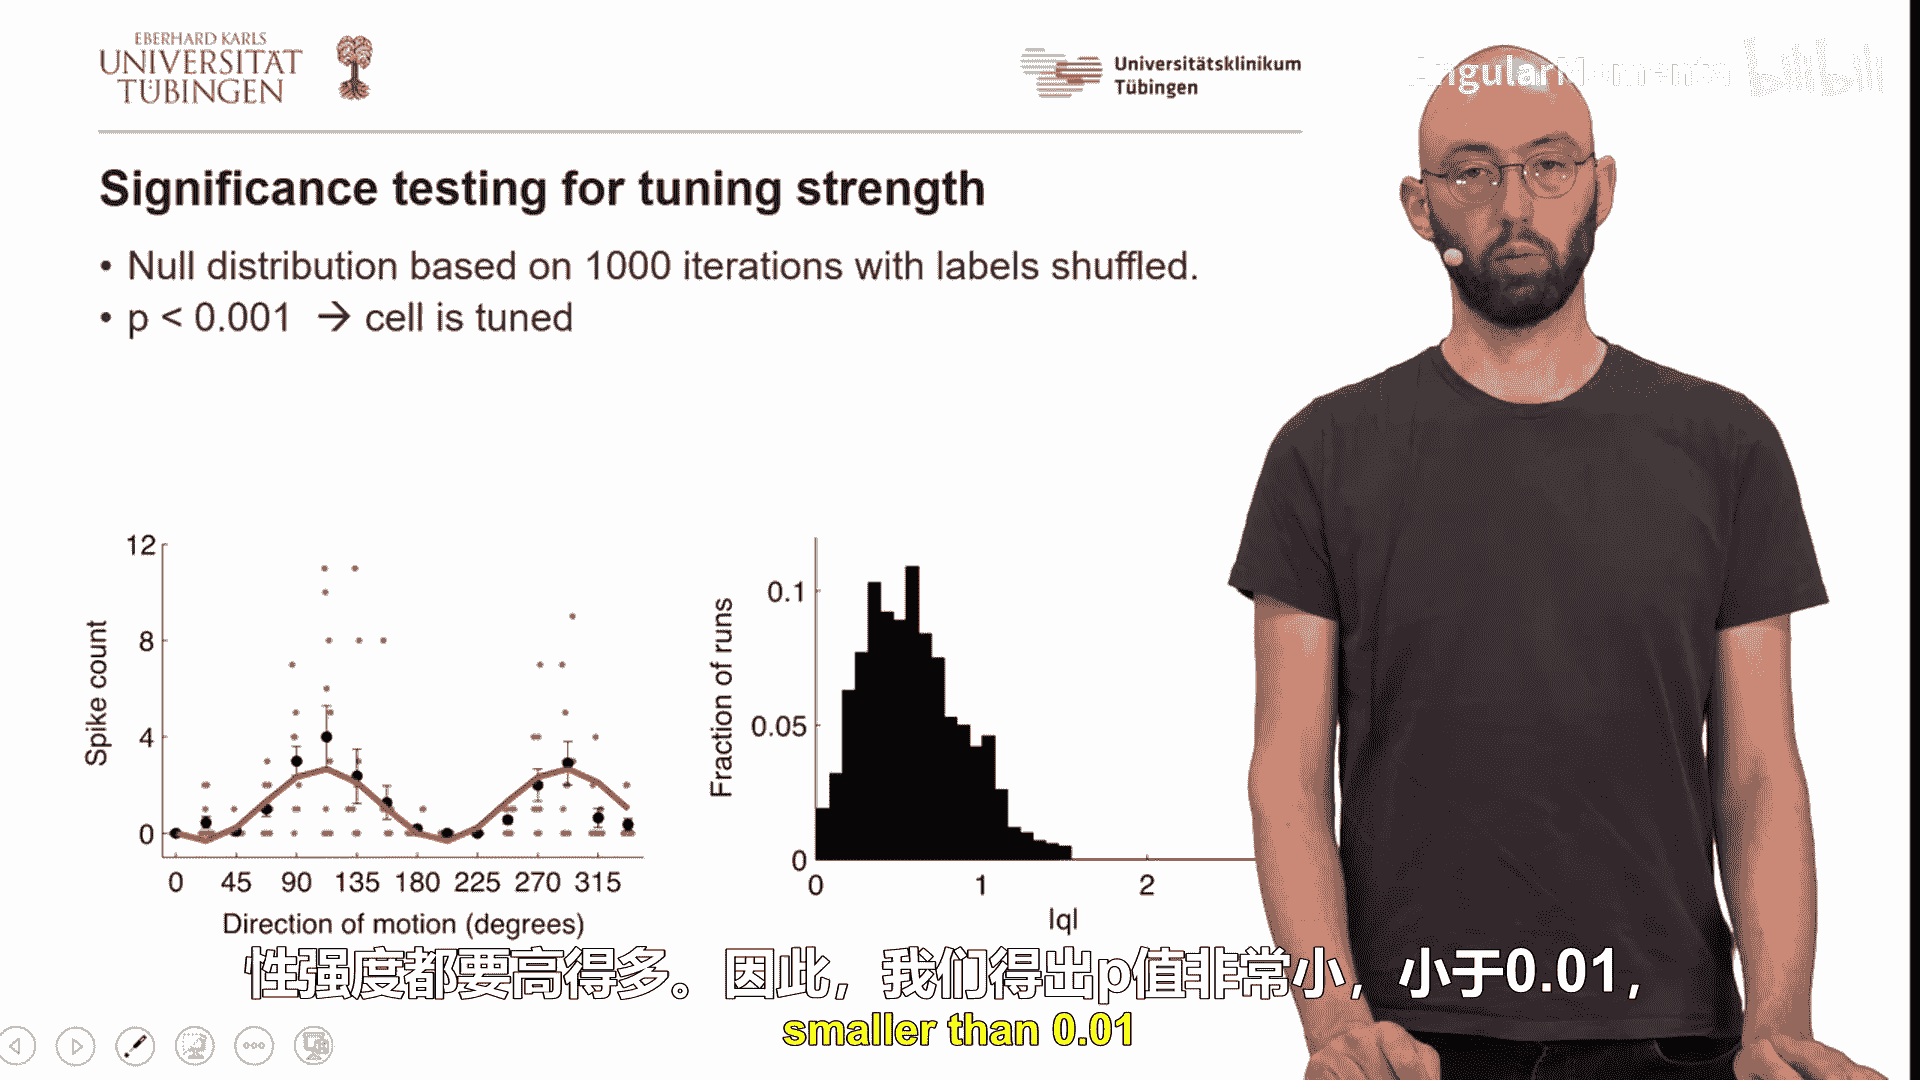 EBERHARD KARLS
UNIVERSITÄT
TÜBINGEN
Universitätsklinikum
Tübingen
AngularMomenta
bilibili
Significance testing for tuning strength
• Null distribution based on 1000 iterations with labels shuffled.
• p < 0.001 → cell is tuned
12
8
4
0
Spike count
0 45 90 135 180 225 270 315
Direction of motion (degrees)
0.1
0.05
0
Fraction of runs
0 1 2
|q|
性强度都要高得多。因此，我们得出p值非常小，小于0.01，
smaller than 0.01